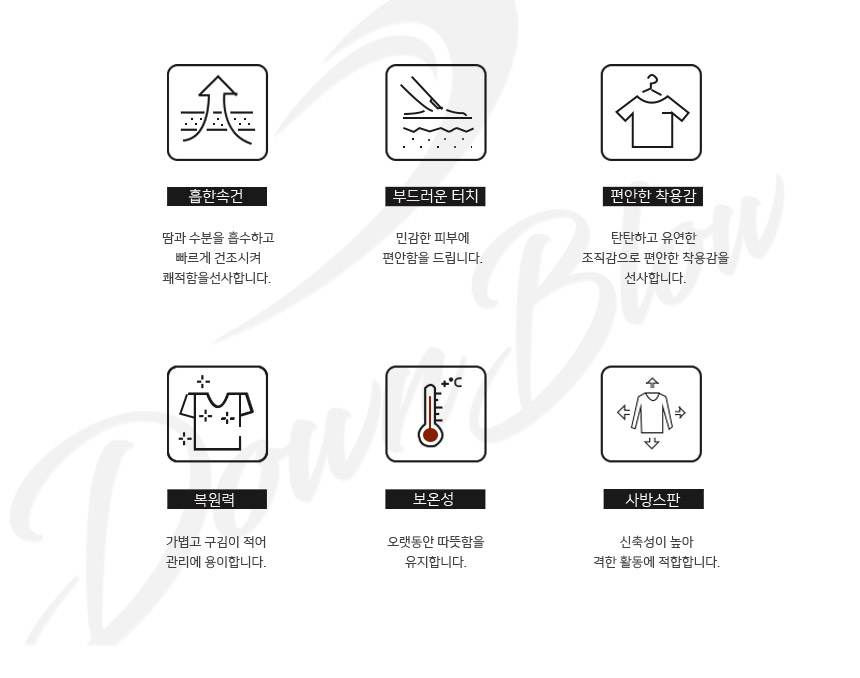 흡한속건
땀과 수분을 흡수하고
빠르게 건조시켜
쾌적함을선사합니다.
부드러운 터치
민감한 피부에
편안함을 드립니다.
편안한 착용감
탄탄하고 유연한
조직감으로 편안한 착용감을
선사합니다.
복원력
가볍고 구김이 적어
관리에 용이합니다.
+°C
보온성
오랫동안 따뜻함을
유지합니다.
사방스판
신축성이 높아
격한 활동에 적합합니다.
Down Blow